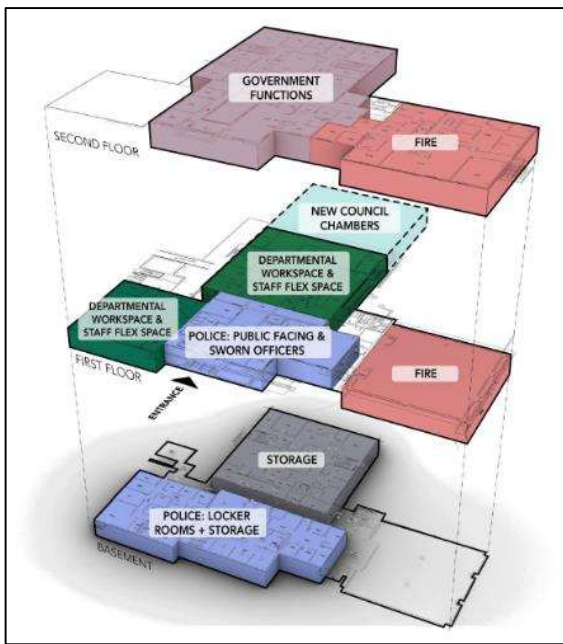 GOVERNMENT
FUNCTIONS
SECOND FLOOR
FIRE
NEW COUNCIL
CHAMBERS
DEPARTMENTAL
WORKSPACE &
STAFF FLEX SPACE
DEPARTMENTAL
WORKSPACE &
STAFF FLEX SPACE
POLICE: PUBLIC FACING &
SWORN OFFICERS
FIRST FLOOR
FIRE
ENTRANCE
STORAGE
POLICE: LOCKER
ROOMS + STORAGE
BASEMENT